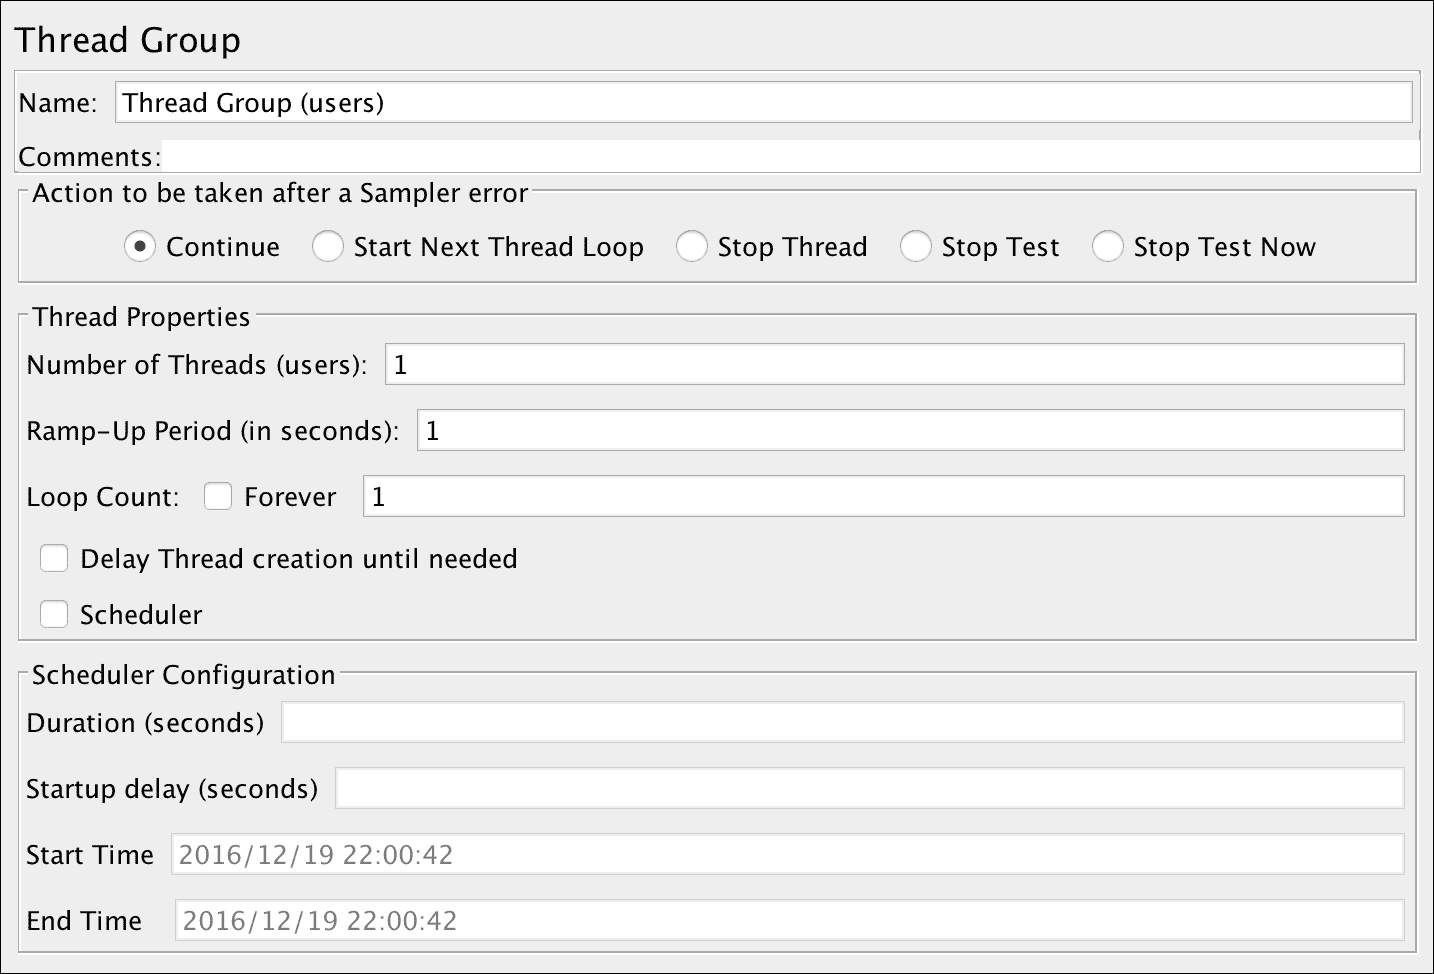 Thread Group
Name: Thread Group (users)
Comments:
Action to be taken after a Sampler error
Continue Start Next Thread Loop Stop Thread Stop Test Stop Test Now
Thread Properties
Number of Threads (users): 1
Ramp-Up Period (in seconds): 1
Loop Count: Forever 1
Delay Thread creation until needed
Scheduler
Scheduler Configuration
Duration (seconds)
Startup delay (seconds)
Start Time 2016/12/19 22:00:42
End Time 2016/12/19 22:00:42